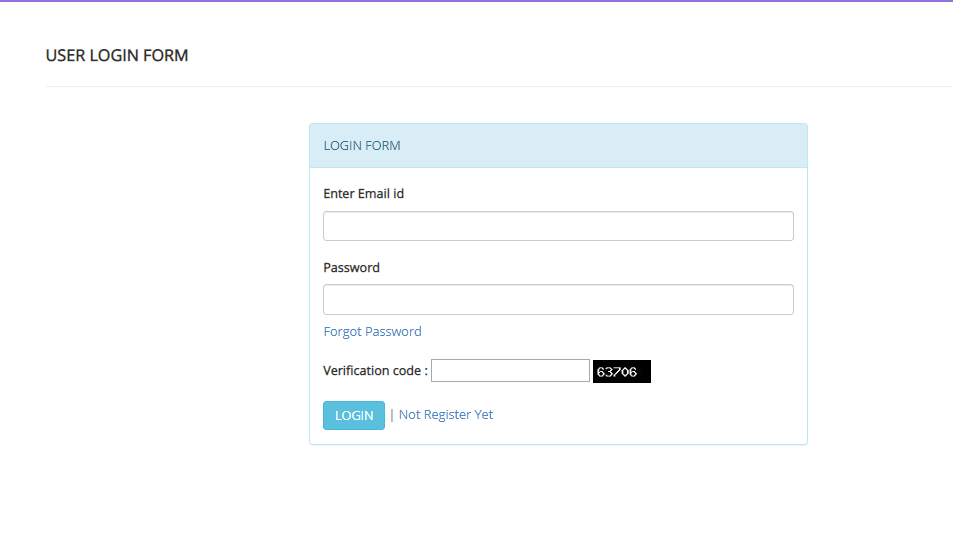 USER LOGIN FORM
LOGIN FORM
Enter Email id
Password
Forgot Password
Verification code : 63706
LOGIN | Not Register Yet